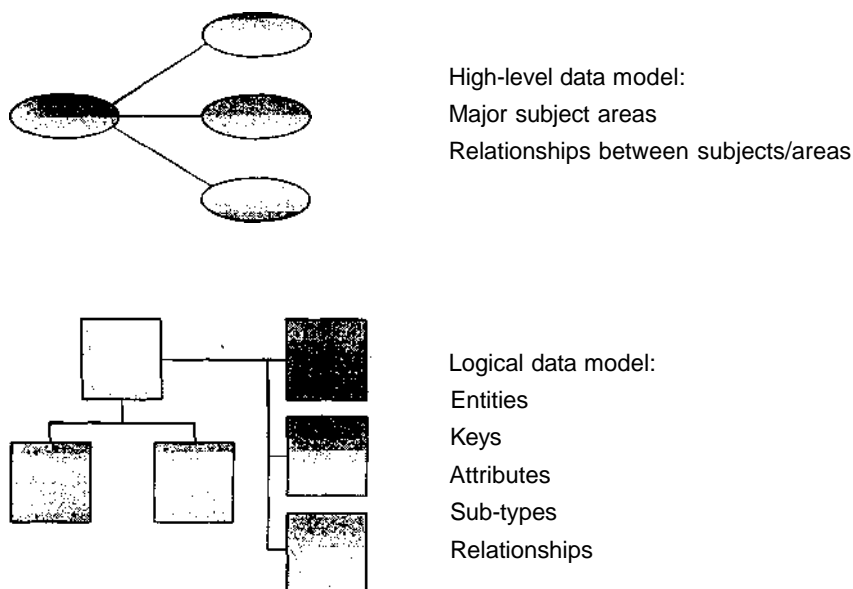 High-level data model:
Major subject areas
Relationships between subjects/areas
Logical data model:
Entities
Keys
Attributes
Sub-types
Relationships